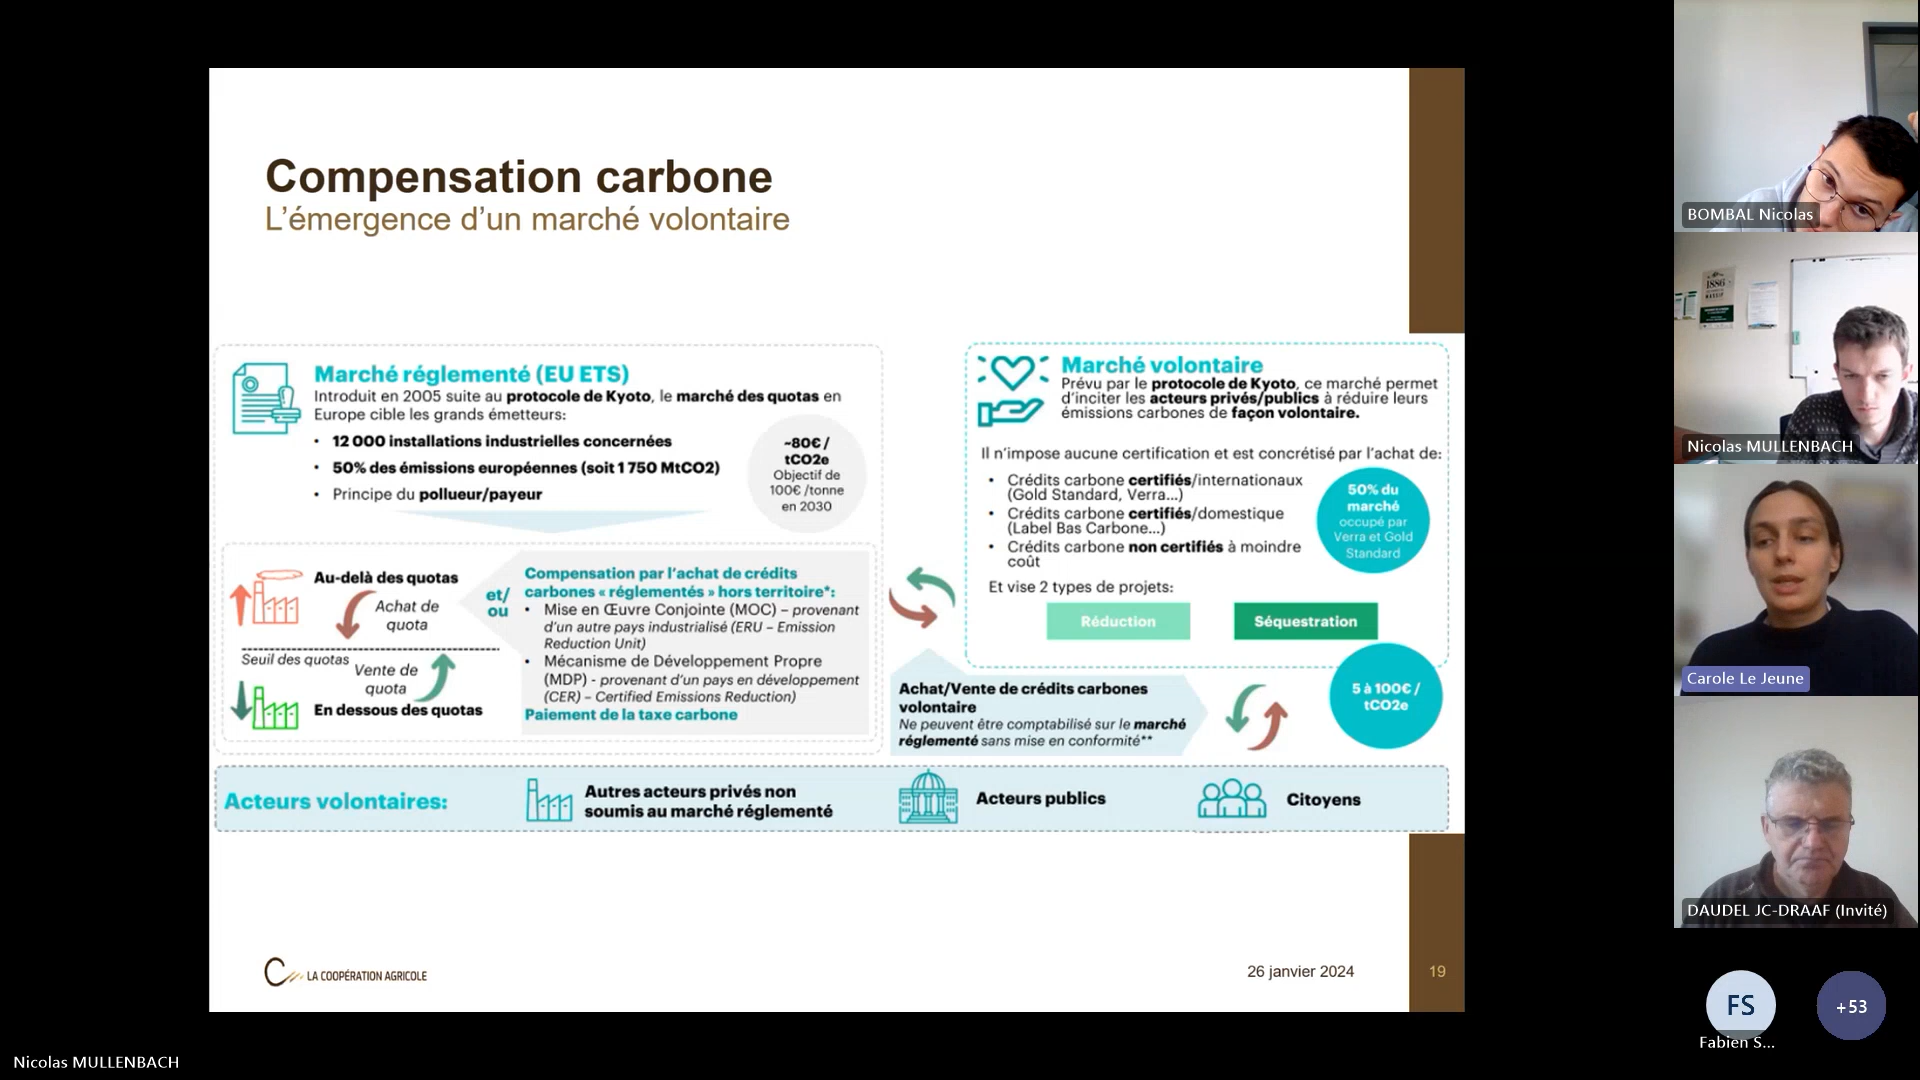 Compensation carbone
L'émergence d'un marché volontaire
Marché réglementé (EU ETS)
Introduit en 2005 suite au protocole de Kyoto, le marché des quotas en
Europe cible les grands émetteurs:
• 12 000 installations industrielles concernées
• 50% des émissions européennes (soit 1 750 MtCO2)
• Principe du pollueur/payeur
~80€ /
tCO2e
Objectif de
100€ /tonne
en 2030
Au-delà des quotas
Achat de
quota
Seuil des quotas
Vente de
quota
En dessous des quotas
et/
ou
Compensation par l'achat de crédits
carbones « réglementés » hors territoire*:
• Mise en Œuvre Conjointe (MOC) – provenant
d'un autre pays industrialisé (ERU – Emission
Reduction Unit)
• Mécanisme de Développement Propre
(MDP) - provenant d'un pays en développement
(CER) – Certified Emissions Reduction)
Paiement de la taxe carbone
Marché volontaire
Prévu par le protocole de Kyoto, ce marché permet
d'inciter les acteurs privés/publics à réduire leurs
émissions carbones de façon volontaire.
Il n'impose aucune certification et est concrétisé par l'achat de:
• Crédits carbone certifiés/internationaux
(Gold Standard, Verra...)
• Crédits carbone certifiés/domestique
(Label Bas Carbone...)
• Crédits carbone non certifiés à moindre
coût
50% du
marché
occupé par
Verra et Gold
Standard
Et vise 2 types de projets:
Réduction
Séquestration
Achat/Vente de crédits carbones
volontaire
Ne peuvent être comptabilisé sur le marché
réglementé sans mise en conformité**
5 à 100€ /
tCO2e
Acteurs volontaires:
Autres acteurs privés non
soumis au marché réglementé
Acteurs publics
Citoyens
LA COOPÉRATION AGRICOLE
26 janvier 2024
19
1886
BOMBAL Nicolas
Nicolas MULLENBACH
Carole Le Jeune
DAUDEL JC-DRAAF (Invité)
FS
Fabien S...
+53
Nicolas MULLENBACH